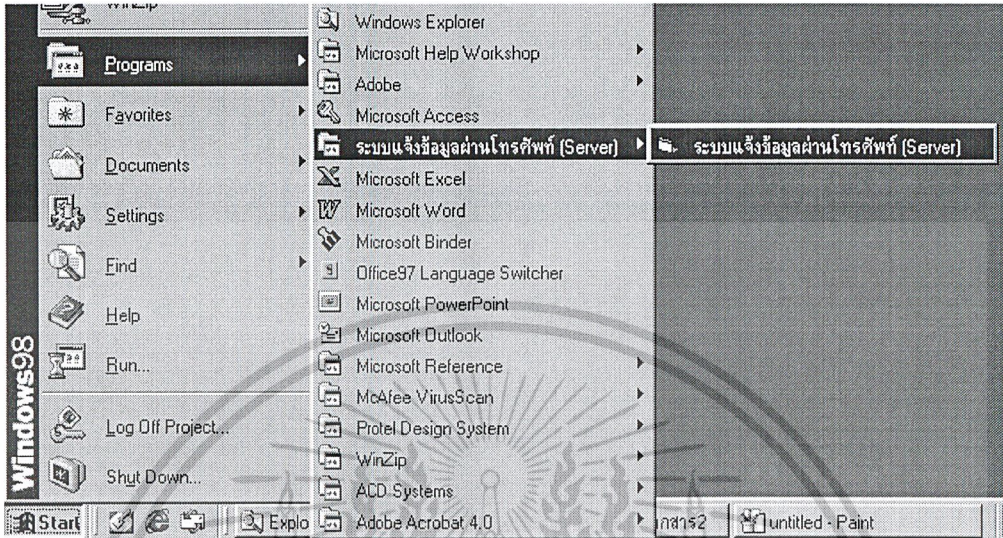 WinZip
Programs
Favorites
Documents
Settings
Find
Help
Run...
Log Off Project...
Shut Down...
Windows98
Windows Explorer
Microsoft Help Workshop
Adobe
Microsoft Access
ระบบแจ้งข้อมูลผ่านโทรศัพท์ (Server)
Microsoft Excel
Microsoft Word
Microsoft Binder
Office97 Language Switcher
Microsoft PowerPoint
Microsoft Outlook
Microsoft Reference
McAfee VirusScan
Protel Design System
WinZip
ACD Systems
Adobe Acrobat 4.0
ระบบแจ้งข้อมูลผ่านโทรศัพท์ (Server)
Start
Explo
กสาร2
untitled - Paint